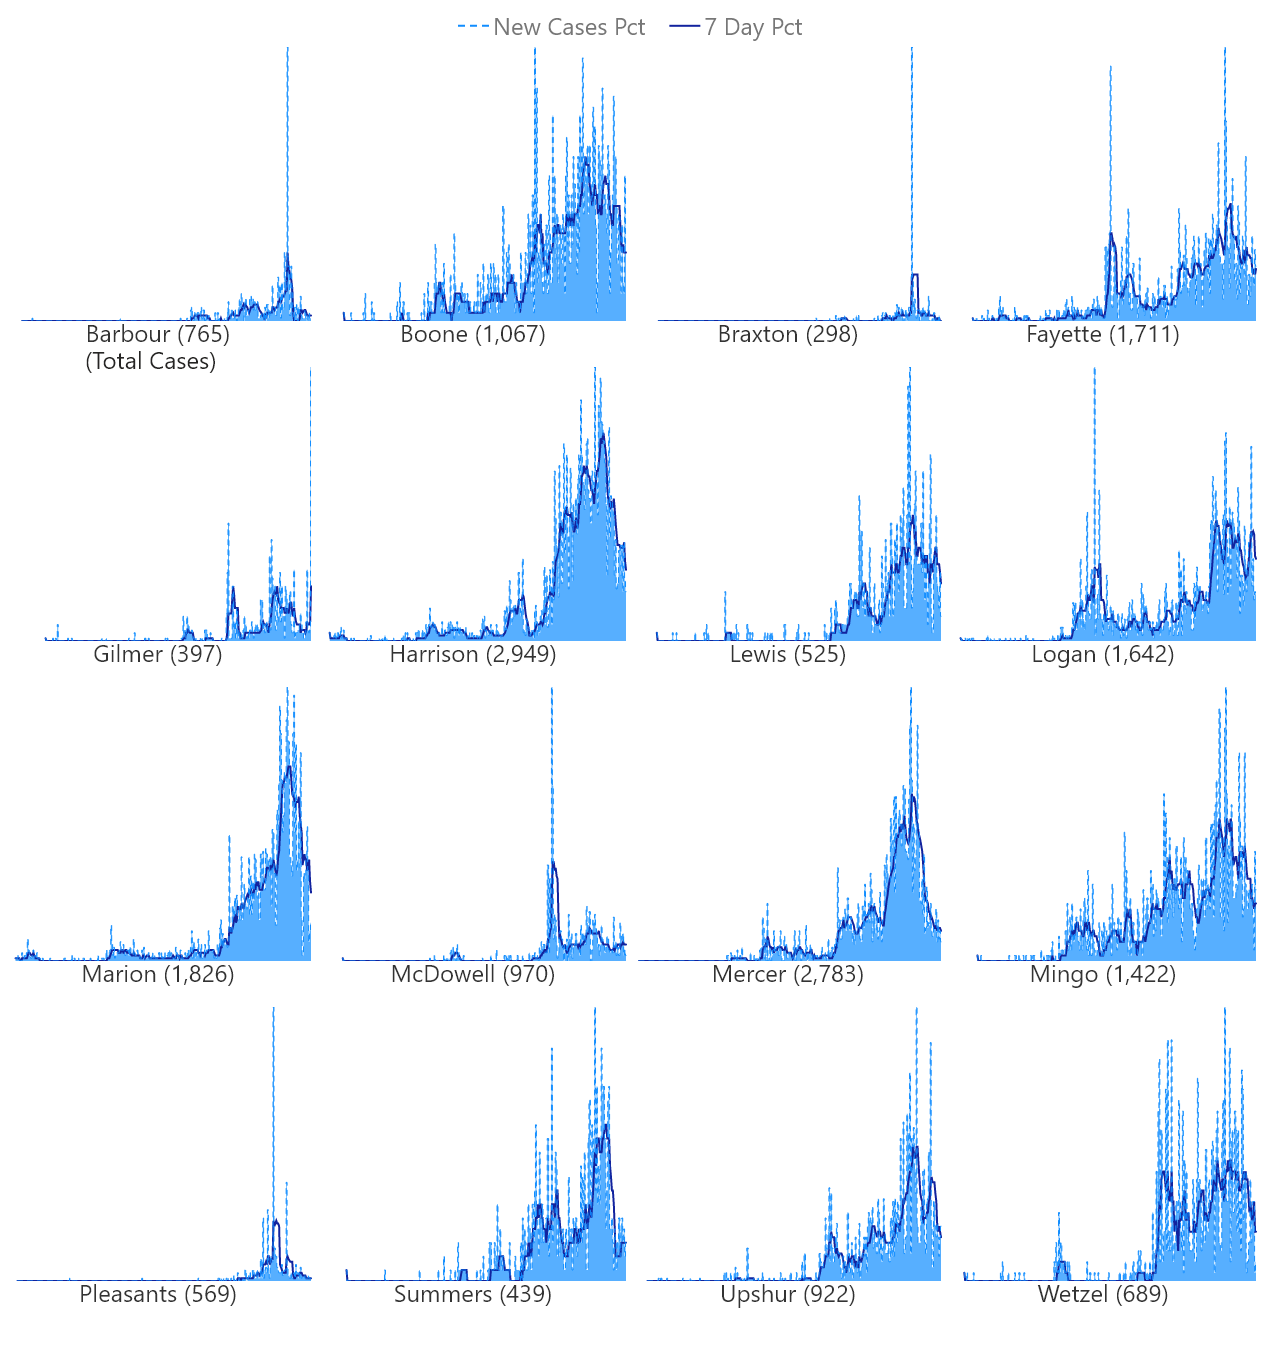 New Cases Pct 7 Day Pct
Barbour (765) Boone (1,067) Braxton (298) Fayette (1,711)
(Total Cases)
Gilmer (397) Harrison (2,949) Lewis (525) Logan (1,642)
Marion (1,826) McDowell (970) Mercer (2,783) Mingo (1,422)
Pleasants (569) Summers (439) Upshur (922) Wetzel (689)